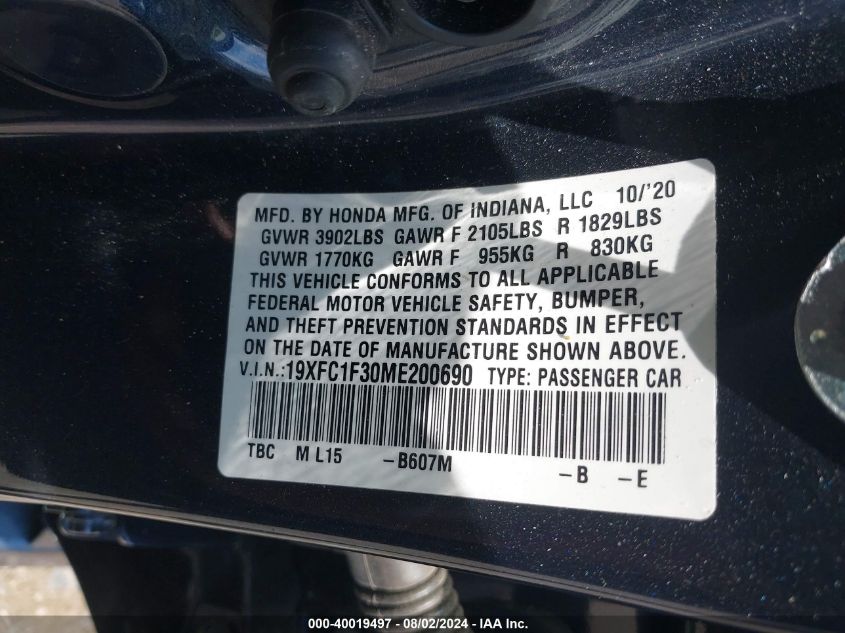 MFD. BY HONDA MFG. OF INDIANA, LLC 10/'20
GVWR 3902LBS GAWR F 2105LBS R 1829LBS
GVWR 1770KG GAWR F 955KG R 830KG
THIS VEHICLE CONFORMS TO ALL APPLICABLE
FEDERAL MOTOR VEHICLE SAFETY, BUMPER,
AND THEFT PREVENTION STANDARDS IN EFFECT
ON THE DATE OF MANUFACTURE SHOWN ABOVE.
V.I.N.:19XFC1F30ME200690 TYPE: PASSENGER CAR
TBC M L15 -B607M -B -E
000-40019497 - 08/02/2024 - IAA Inc.